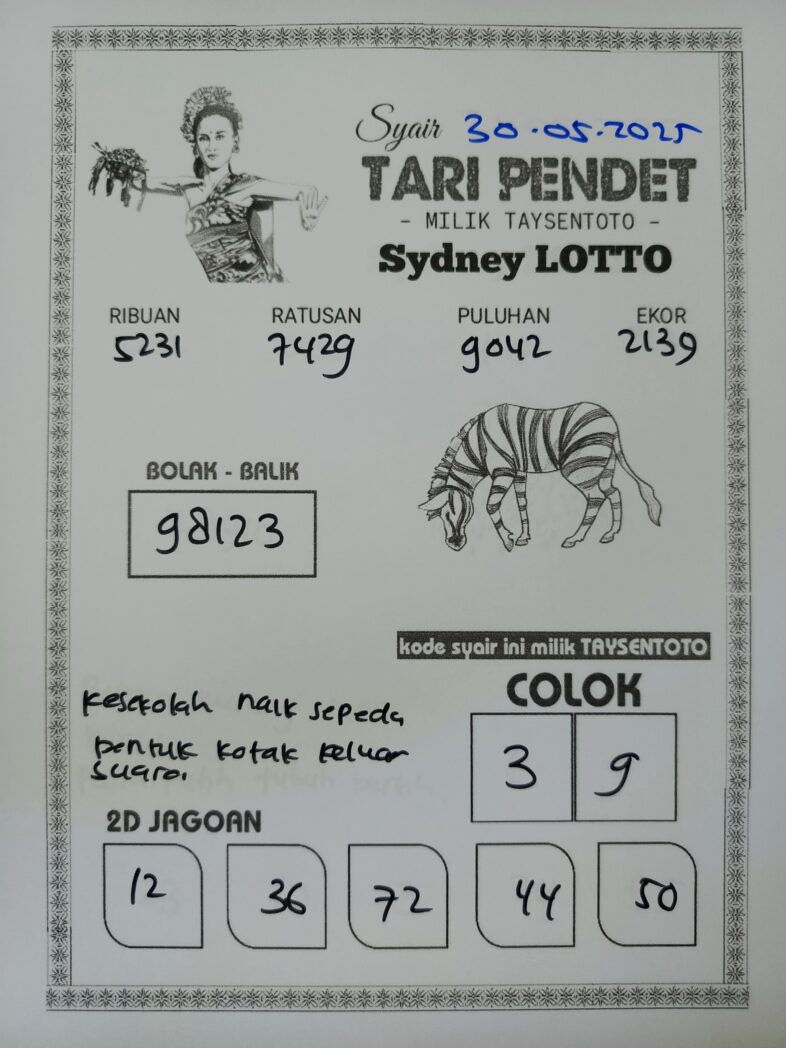 Syair 30.05.2025
TARI PENDET
- MILIK TAYSENTOTO -
Sydney LOTTO
RIBUAN RATUSAN PULUHAN EKOR
5231 7429 9042 2139
BOLAK - BALIK
98123
kode syair ini milik TAYSENTOTO
COLOK
3 9
kesekolah naik sepeda
bentuk kotak keluar
suara.
2D JAGOAN
12 36 72 44 50